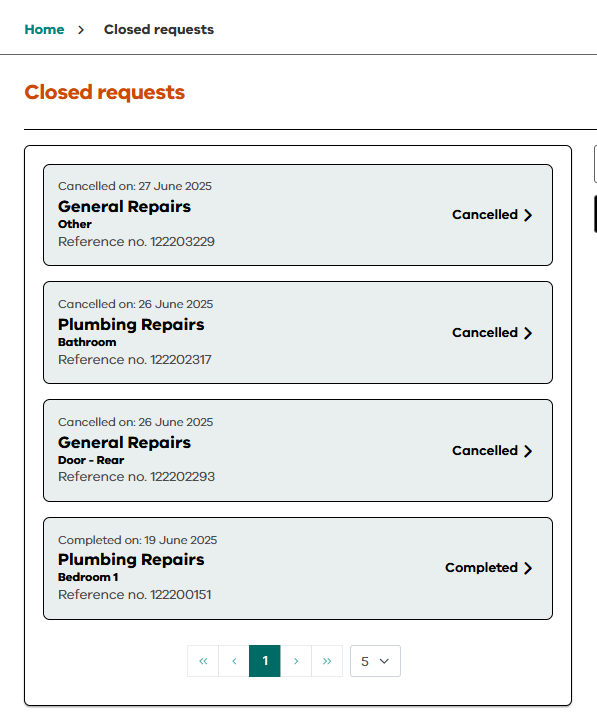 Home > Closed requests
Closed requests
Cancelled on: 27 June 2025
General Repairs
Other
Reference no. 122203229
Cancelled >
Cancelled on: 26 June 2025
Plumbing Repairs
Bathroom
Reference no. 122202317
Cancelled >
Cancelled on: 26 June 2025
General Repairs
Door - Rear
Reference no. 122202293
Cancelled >
Completed on: 19 June 2025
Plumbing Repairs
Bedroom 1
Reference no. 122200151
Completed >
« ‹ 1 › » 5